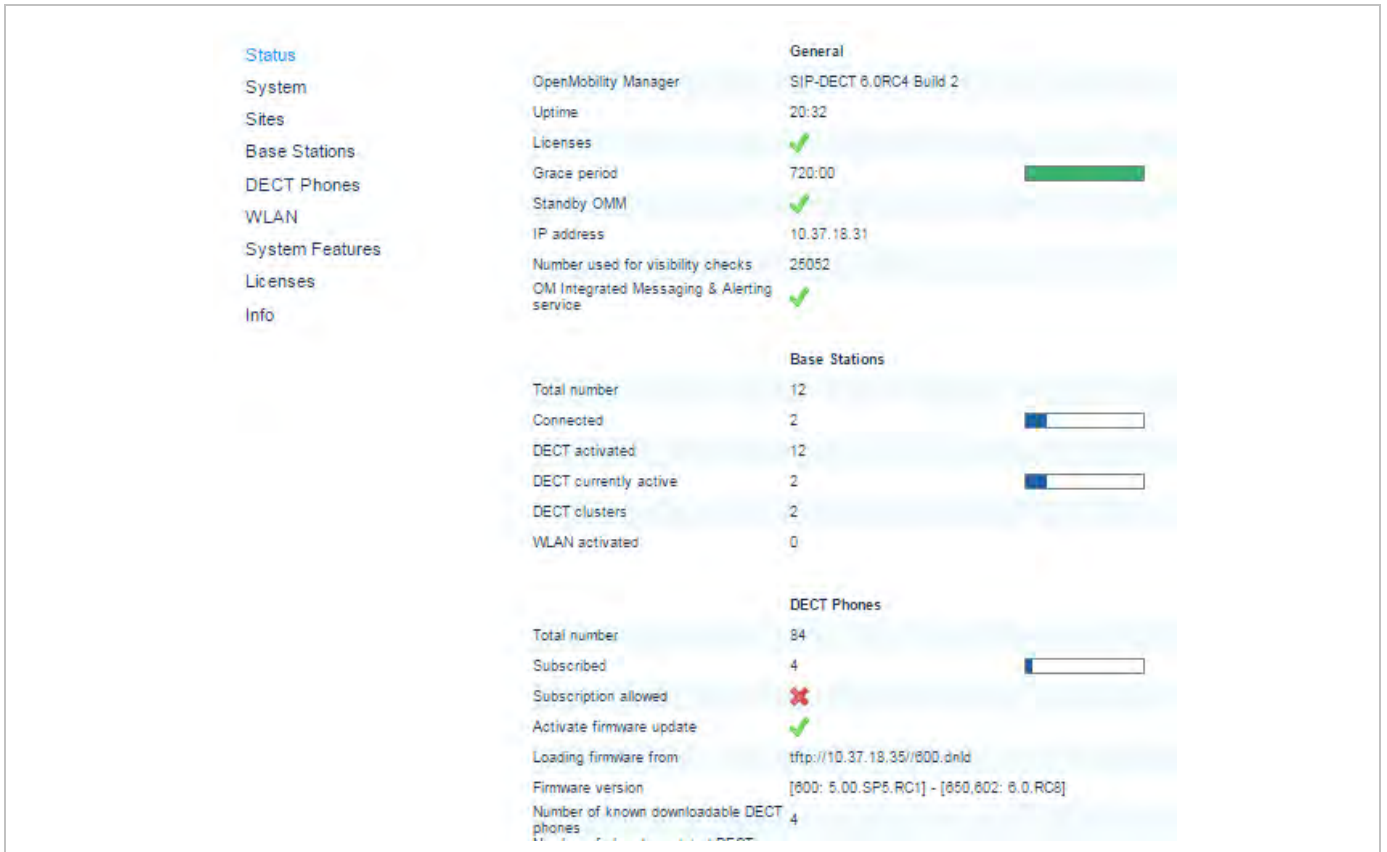 Status
System
Sites
Base Stations
DECT Phones
WLAN
System Features
Licenses
Info
General
OpenMobility Manager SIP-DECT 6.0RC4 Build 2
Uptime 20:32
Licenses
Grace period 720:00
Standby OMM
IP address 10.37.18.31
Number used for visibility checks 25052
OM Integrated Messaging & Alerting
service
Base Stations
Total number 12
Connected 2
DECT activated 12
DECT currently active 2
DECT clusters 2
WLAN activated 0
DECT Phones
Total number 84
Subscribed 4
Subscription allowed
Activate firmware update
Loading firmware from tftp://10.37.18.35//600.dnld
Firmware version [600: 5.00.SP5.RC1] - [650,602: 6.0.RC8]
Number of known downloadable DECT
phones 4